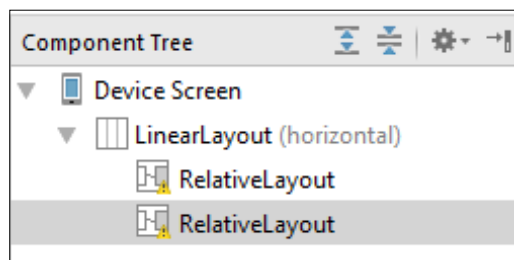 Component Tree
Device Screen
LinearLayout (horizontal)
RelativeLayout
RelativeLayout